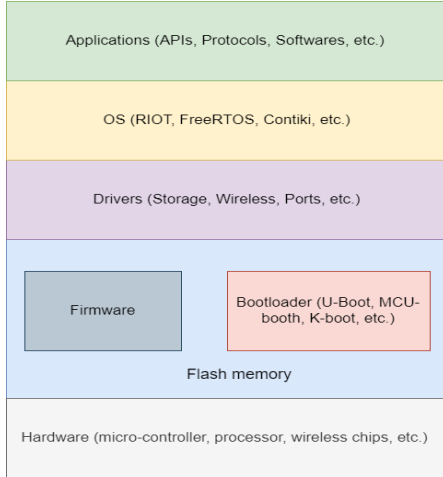 Applications (APIs, Protocols, Softwares, etc.)
OS (RIOT, FreeRTOS, Contiki, etc.)
Drivers (Storage, Wireless, Ports, etc.)
Firmware
Bootloader (U-Boot, MCU-
booth, K-boot, etc.)
Flash memory
Hardware (micro-controller, processor, wireless chips, etc.)